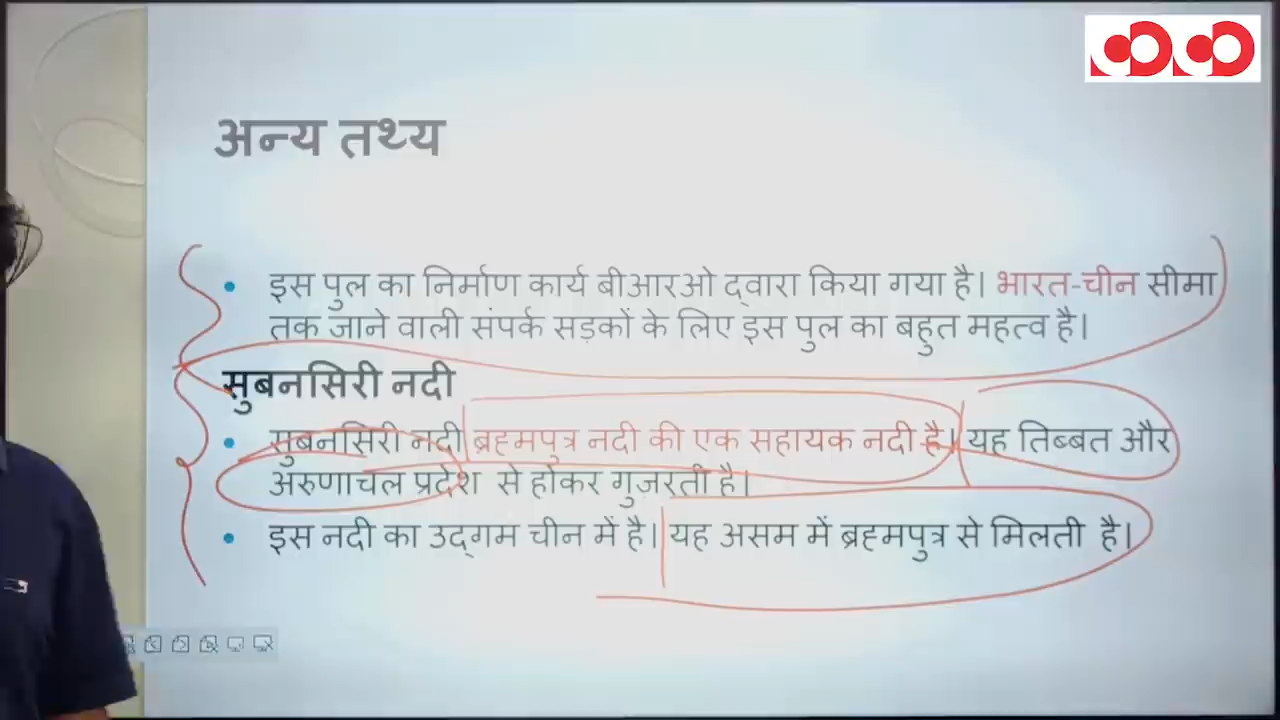 अन्य तथ्य
इस पुल का निर्माण कार्य बीआरओ द्वारा किया गया है। भारत-चीन सीमा
तक जाने वाली संपर्क सड़कों के लिए इस पुल का बहुत महत्व है।
सुबनसिरी नदी
सुबनसिरी नदी ब्रह्मपुत्र नदी की एक सहायक नदी है। यह तिब्बत और
अरुणाचल प्रदेश से होकर गुजरती है।
इस नदी का उद्गम चीन में है। यह असम में ब्रह्मपुत्र से मिलती है।